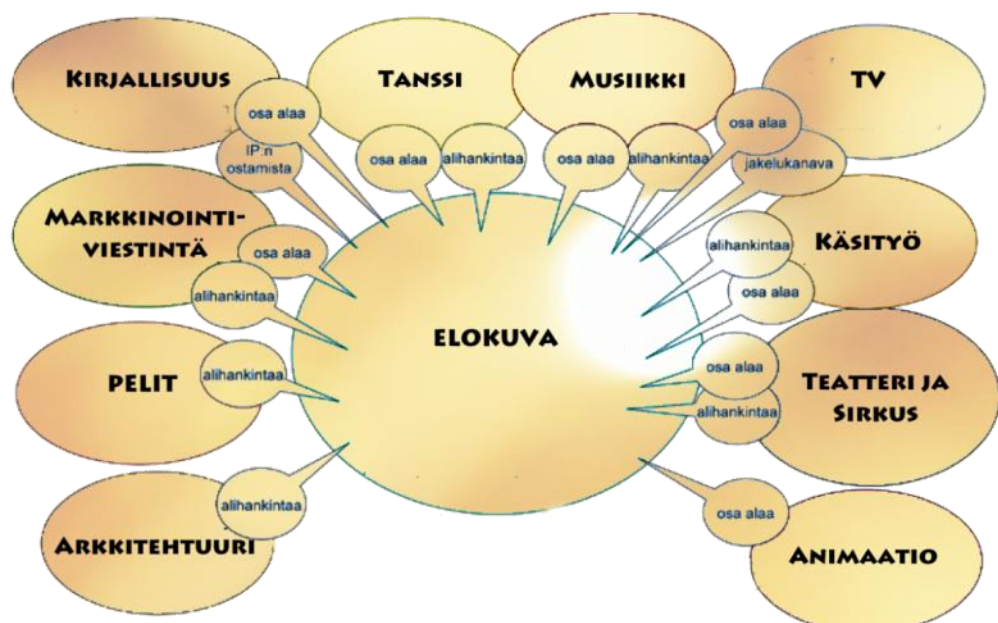 KIRJALLISUUS
osa alaa
IP:n
ostamista
TANSSI
osa alaa
alihankintaa
MUSIIKKI
osa alaa
alihankintaa
TV
osa alaa
jakelukanava
MARKKINOINTI-
VIESTINTÄ
osa alaa
alihankintaa
KÄSITYÖ
alihankintaa
osa alaa
ELOKUVA
PELIT
alihankintaa
TEATTERI JA
SIRKUS
osa alaa
alihankintaa
ARKKITEHTUURI
alihankintaa
ANIMAATIO
osa alaa